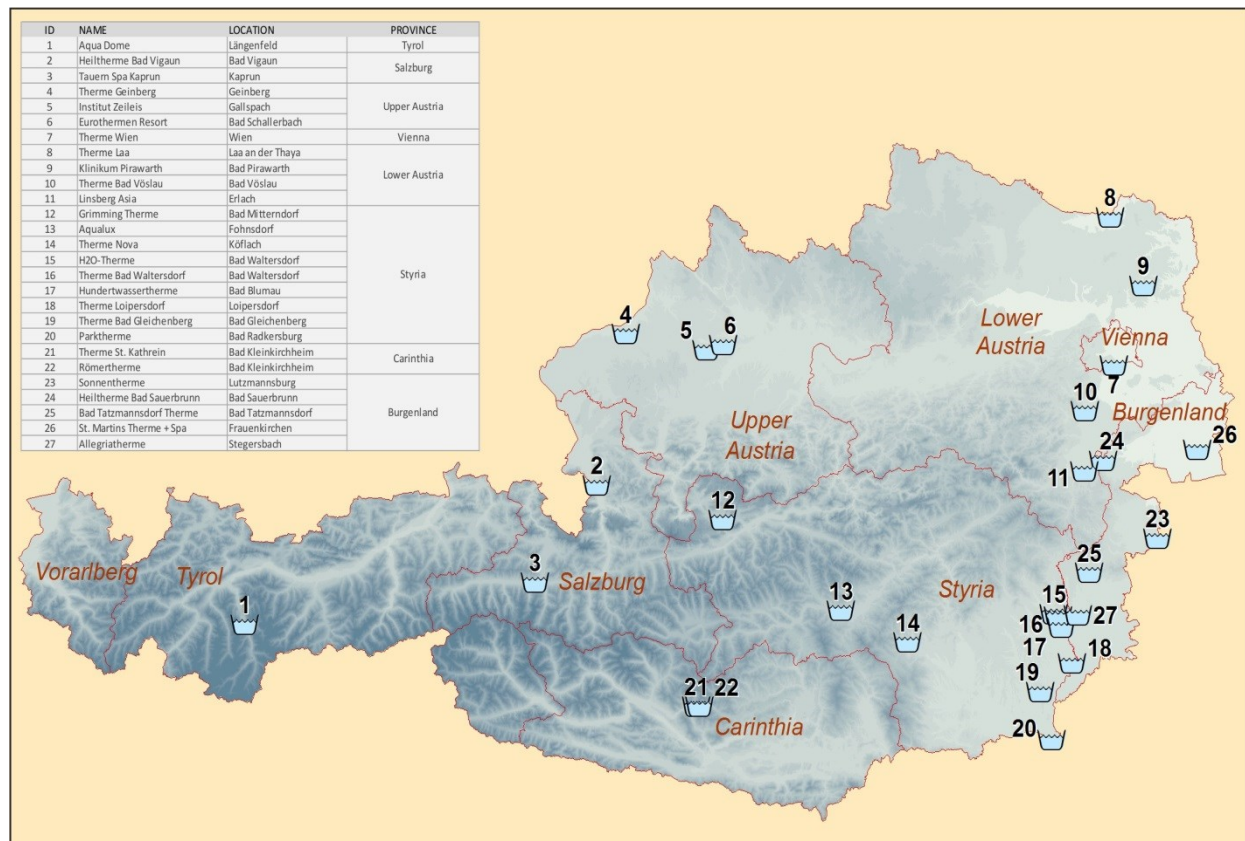 ID NAME LOCATION PROVINCE
1 Aqua Dome Längenfeld Tyrol
2 Heiltherme Bad Vigaun Bad Vigaun
Salzburg
3 Tauern Spa Kaprun Kaprun
4 Therme Geinberg Geinberg
5 Institut Zeileis Gallspach Upper Austria
6 Eurothermen Resort Bad Schallerbach
7 Therme Wien Wien Vienna
8 Therme Laa Laa an der Thaya
9 Klinikum Pirawarth Bad Pirawarth
Lower Austria
10 Therme Bad Vöslau Bad Vöslau
11 Linsberg Asia Erlach
12 Grimming Therme Bad Mitterndorf
13 Aqualux Fohnsdorf
14 Therme Nova Köflach
15 H2O-Therme Bad Waltersdorf
16 Therme Bad Waltersdorf Bad Waltersdorf Styria
17 Hundertwassertherme Bad Blumau
18 Therme Loipersdorf Loipersdorf
19 Therme Bad Gleichenberg Bad Gleichenberg
20 Parktherme Bad Radkersburg
21 Therme St. Kathrein Bad Kleinkirchheim
Carinthia
22 Römertherme Bad Kleinkirchheim
23 Sonnentherme Lutzmannsburg
24 Heiltherme Bad Sauerbrunn Bad Sauerbrunn
25 Bad Tatzmannsdorf Therme Bad Tatzmannsdorf Burgenland
26 St. Martins Therme + Spa Frauenkirchen
27 Allegriatherme Stegersbach
8
9
4
5 6
Lower
Austria
Vienna
7
10
Burgenland
Upper
Austria
24
26
11
2
12
23
25
3
Vorarlberg Tyrol
Salzburg
Styria
1
13
14
15
27
16
17
18
19
21 22
Carinthia
20